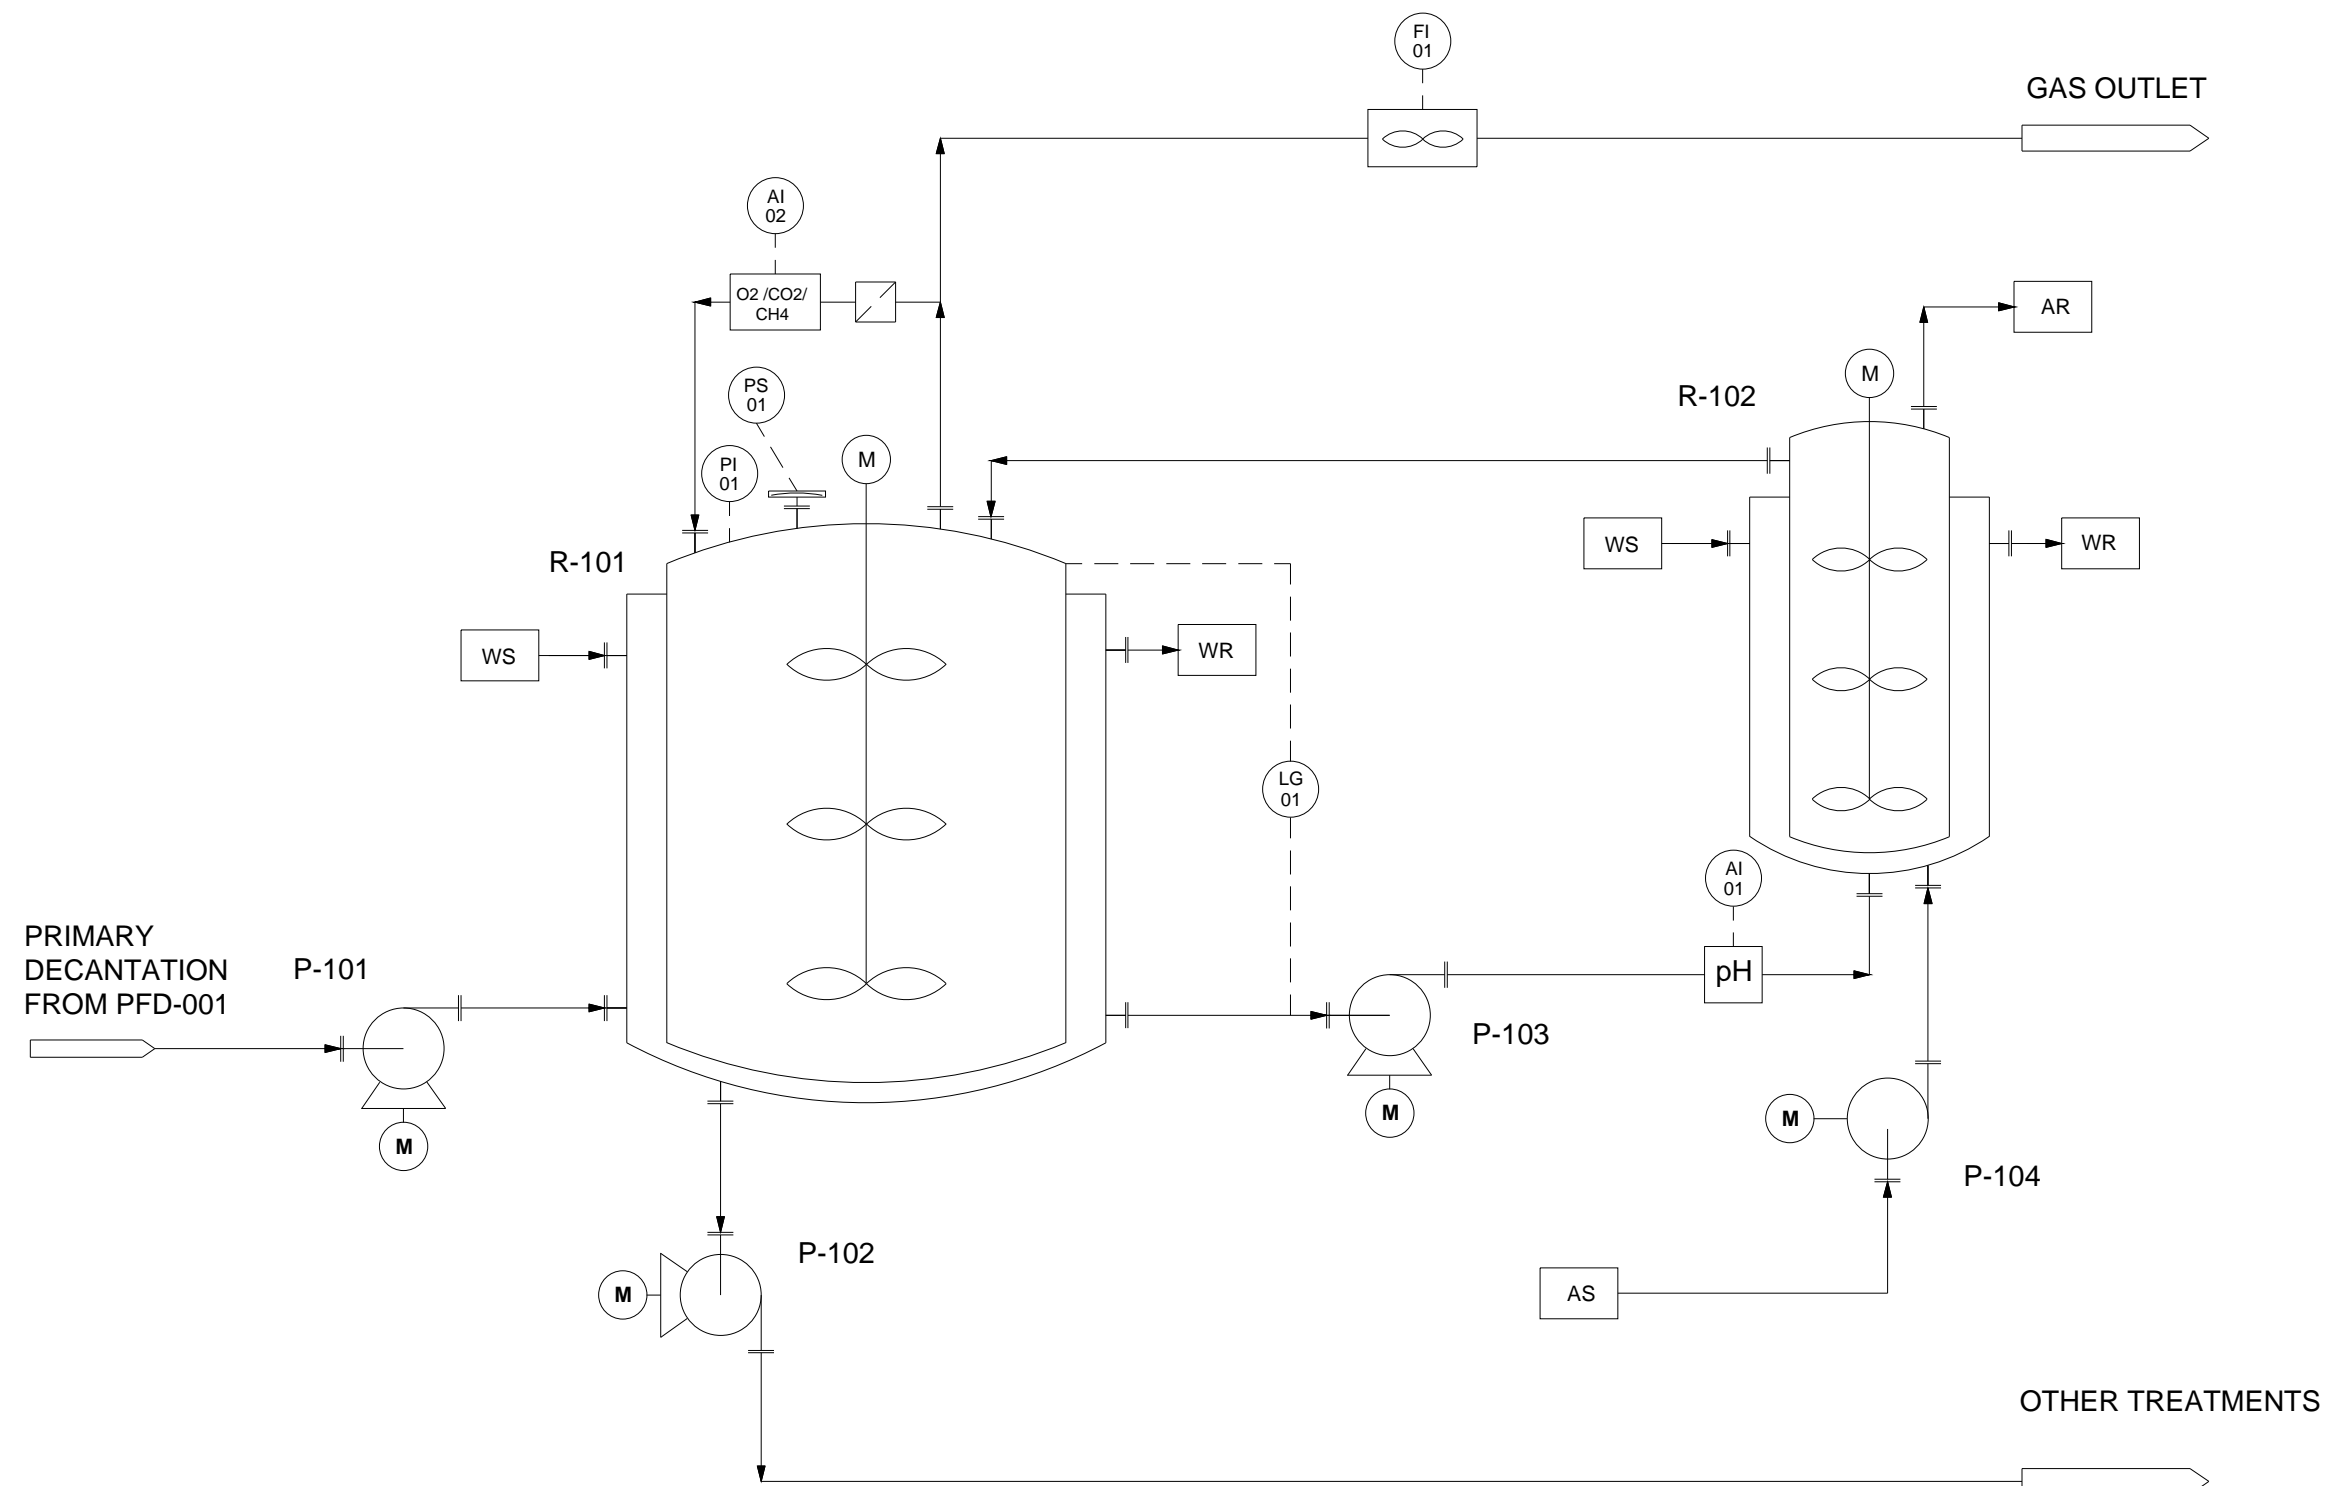 FI
01
GAS OUTLET
AI
02
O2 /CO2/
CH4
AR
PS
01
M
R-102
PI
01
M
R-101
WS
WR
WS
WR
LG
01
AI
01
PRIMARY
DECANTATION
FROM PFD-001
P-101
pH
P-103
M
M
M
P-104
P-102
M
AS
OTHER TREATMENTS